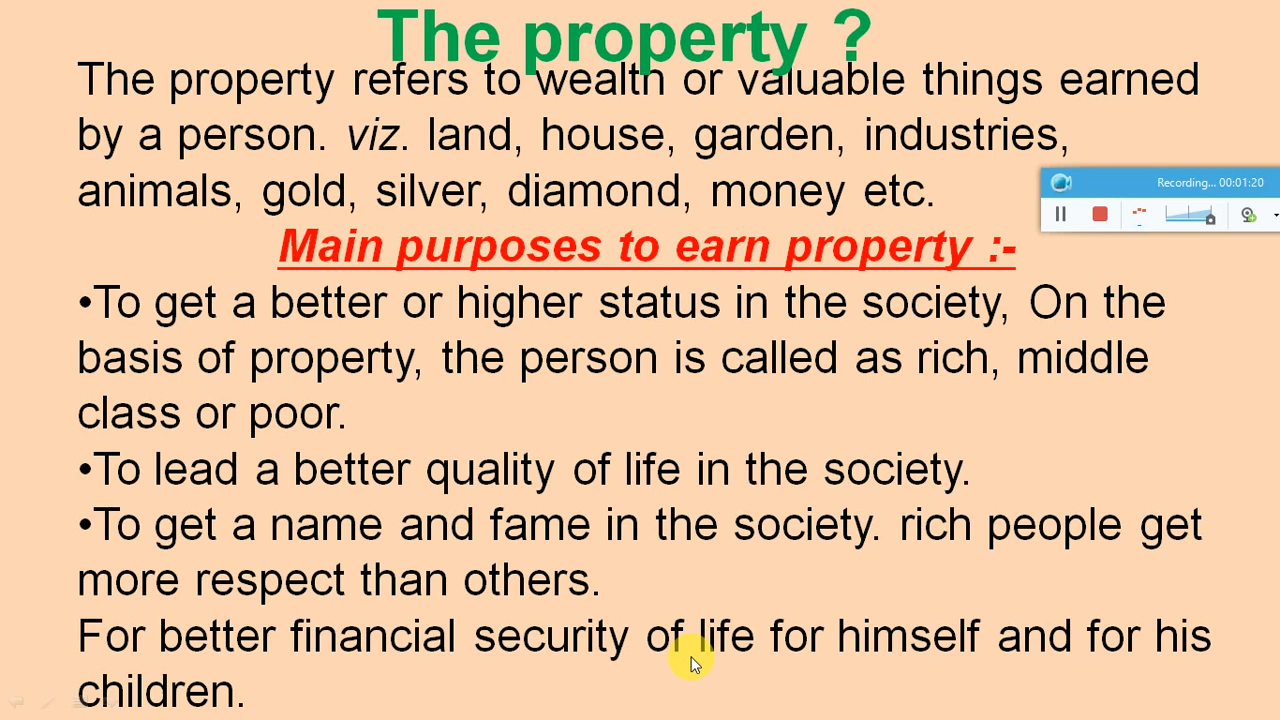 The property ?
The property refers to wealth or valuable things earned
by a person. viz. land, house, garden, industries,
animals, gold, silver, diamond, money etc.
Recording... 00:01:20
Main purposes to earn property :-
•To get a better or higher status in the society, On the
basis of property, the person is called as rich, middle
class or poor.
•To lead a better quality of life in the society.
•To get a name and fame in the society. rich people get
more respect than others.
For better financial security of life for himself and for his
children.